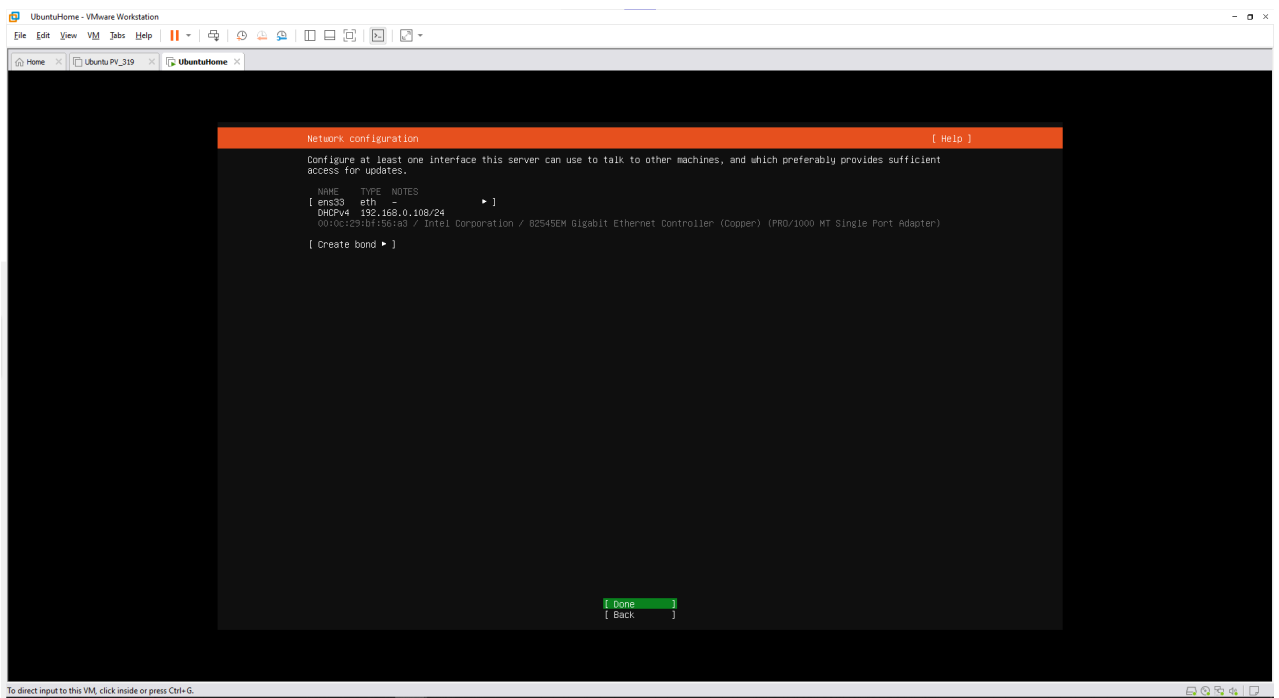 UbuntuHome - VMware Workstation
File Edit View VM Tabs Help
Home Ubuntu PV_319 UbuntuHome
Network configuration [ Help ]
Configure at least one interface this server can use to talk to other machines, and which preferably provides sufficient
access for updates.
NAME TYPE NOTES
[ ens33 eth - ▸ ]
DHCPv4 192.168.0.108/24
00:0c:29:bf:56:a3 / Intel Corporation / 82545EM Gigabit Ethernet Controller (Copper) (PRO/1000 MT Single Port Adapter)
[ Create bond ▸ ]
[ Done ]
[ Back ]
To direct input to this VM, click inside or press Ctrl+G.